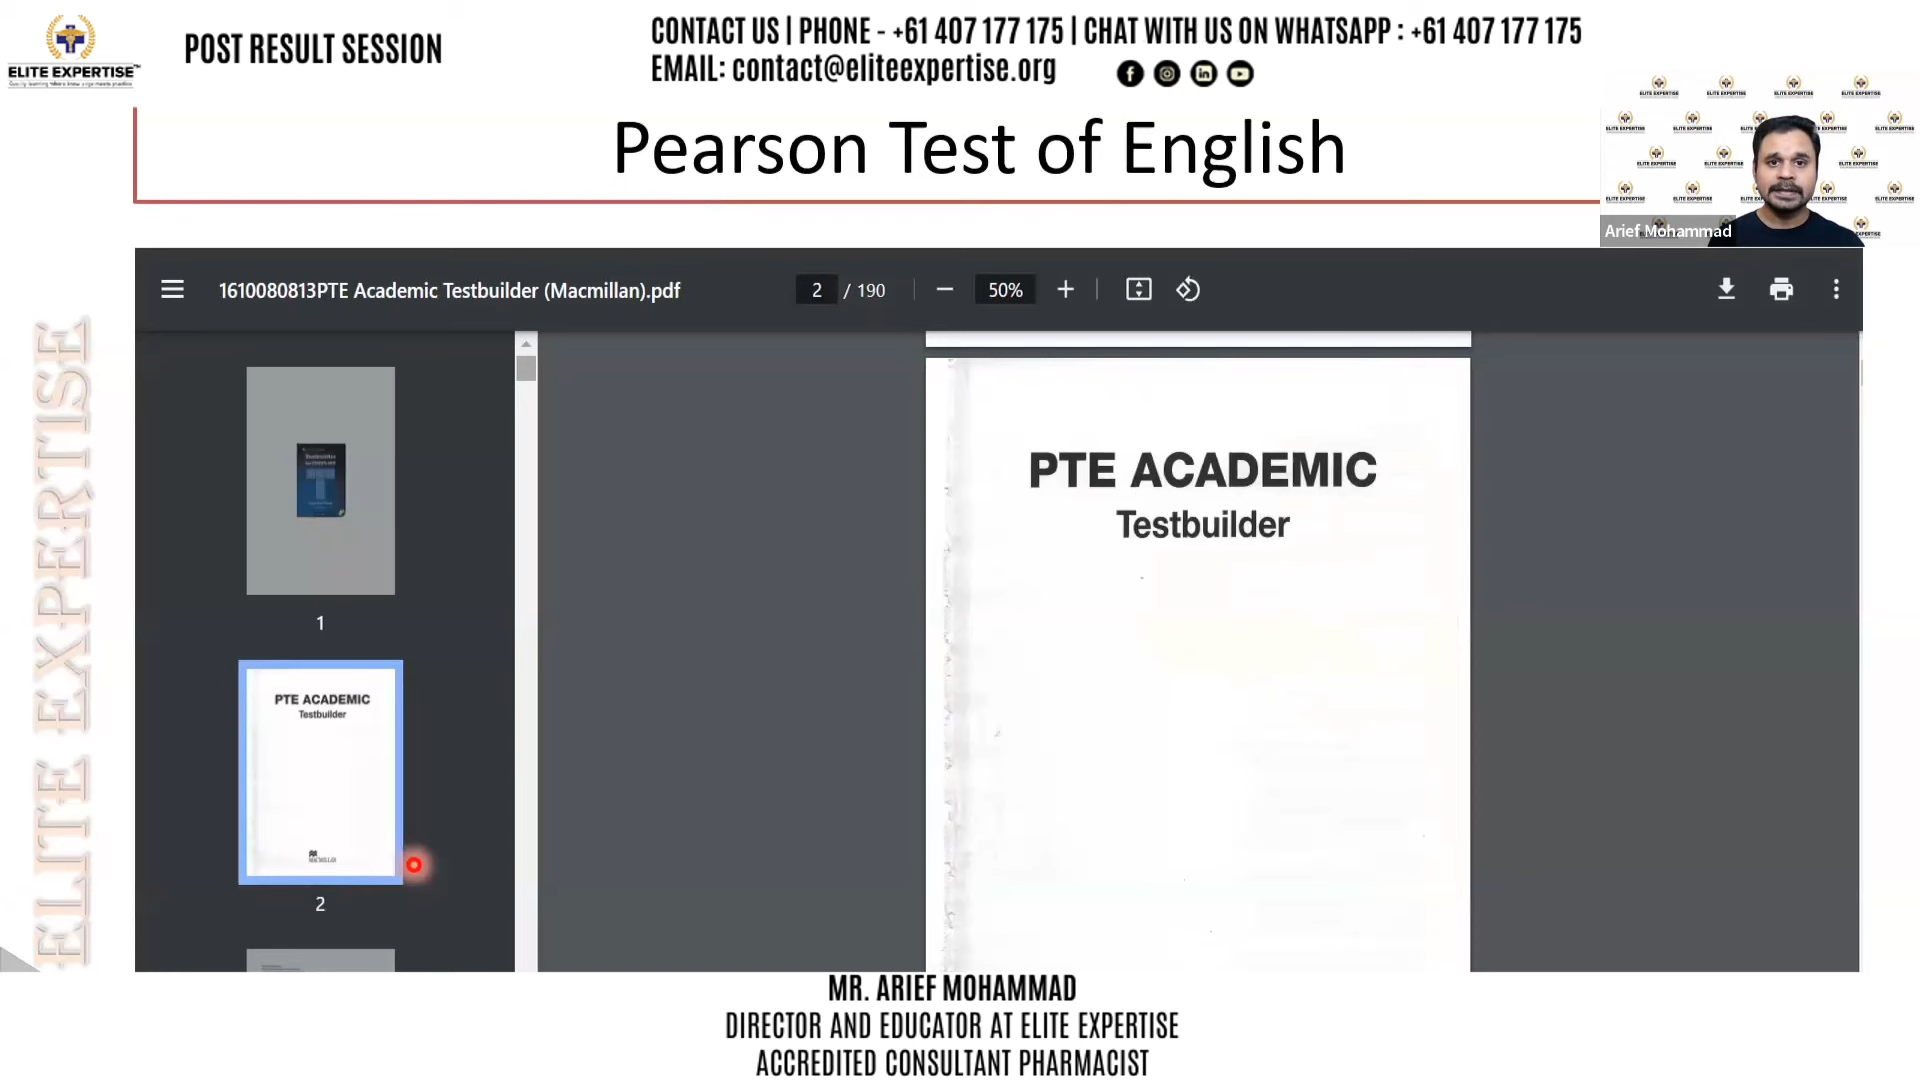 ELITE EXPERTISE™
POST RESULT SESSION
CONTACT US | PHONE - +61 407 177 175 | CHAT WITH US ON WHATSAPP : +61 407 177 175
EMAIL: contact@eliteexpertise.org
Pearson Test of English
Arief Mohammad
1610080813PTE Academic Testbuilder (Macmillan).pdf
2 / 190
50%
ELITE EXPERTISE
1
PTE ACADEMIC
Testbuilder
MACMILLAN
2
PTE ACADEMIC
Testbuilder
MR. ARIEF MOHAMMAD
DIRECTOR AND EDUCATOR AT ELITE EXPERTISE
ACCREDITED CONSULTANT PHARMACIST